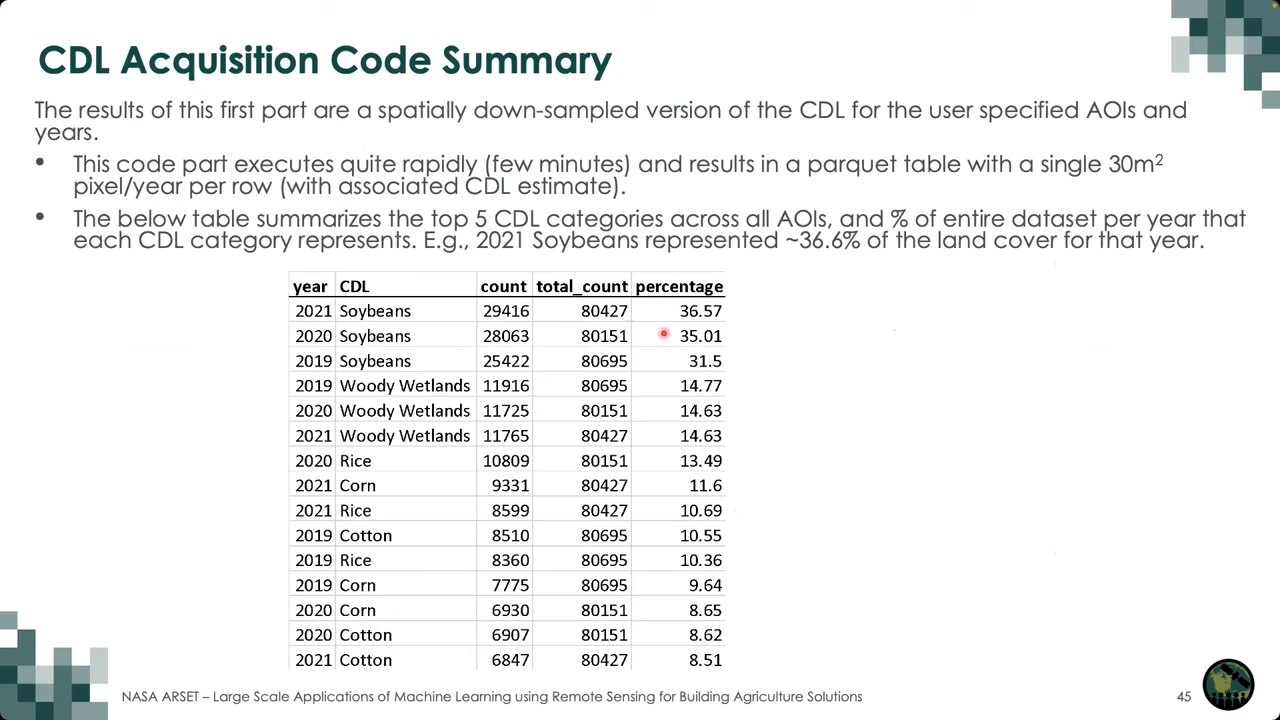 CDL Acquisition Code Summary
The results of this first part are a spatially down-sampled version of the CDL for the user specified AOIs and
years.
• This code part executes quite rapidly (few minutes) and results in a parquet table with a single 30m²
pixel/year per row (with associated CDL estimate).
• The below table summarizes the top 5 CDL categories across all AOIs, and % of entire dataset per year that
each CDL category represents. E.g., 2021 Soybeans represented ~36.6% of the land cover for that year.
year CDL count total_count percentage
2021 Soybeans 29416 80427 36.57
2020 Soybeans 28063 80151 35.01
2019 Soybeans 25422 80695 31.5
2019 Woody Wetlands 11916 80695 14.77
2020 Woody Wetlands 11725 80151 14.63
2021 Woody Wetlands 11765 80427 14.63
2020 Rice 10809 80151 13.49
2021 Corn 9331 80427 11.6
2021 Rice 8599 80427 10.69
2019 Cotton 8510 80695 10.55
2019 Rice 8360 80695 10.36
2019 Corn 7775 80695 9.64
2020 Corn 6930 80151 8.65
2020 Cotton 6907 80151 8.62
2021 Cotton 6847 80427 8.51
NASA ARSET – Large Scale Applications of Machine Learning using Remote Sensing for Building Agriculture Solutions
45